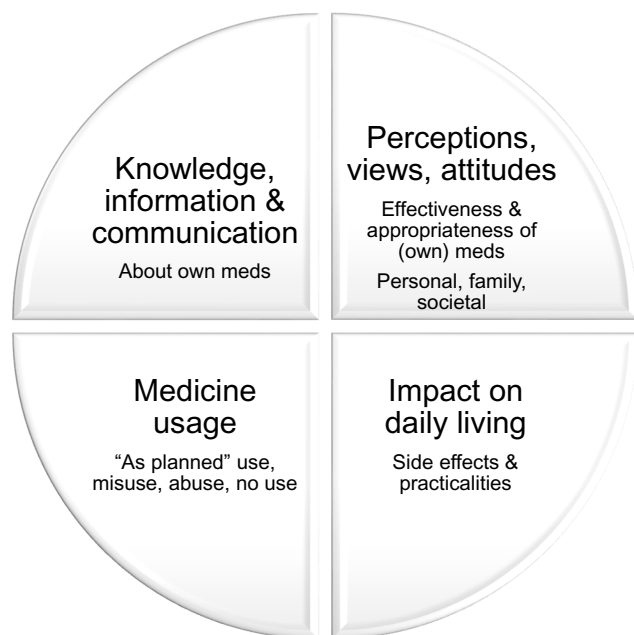 Knowledge,
information &
communication
About own meds
Perceptions,
views, attitudes
Effectiveness &
appropriateness of
(own) meds
Personal, family,
societal
Medicine
usage
“As planned” use,
misuse, abuse, no use
Impact on
daily living
Side effects &
practicalities